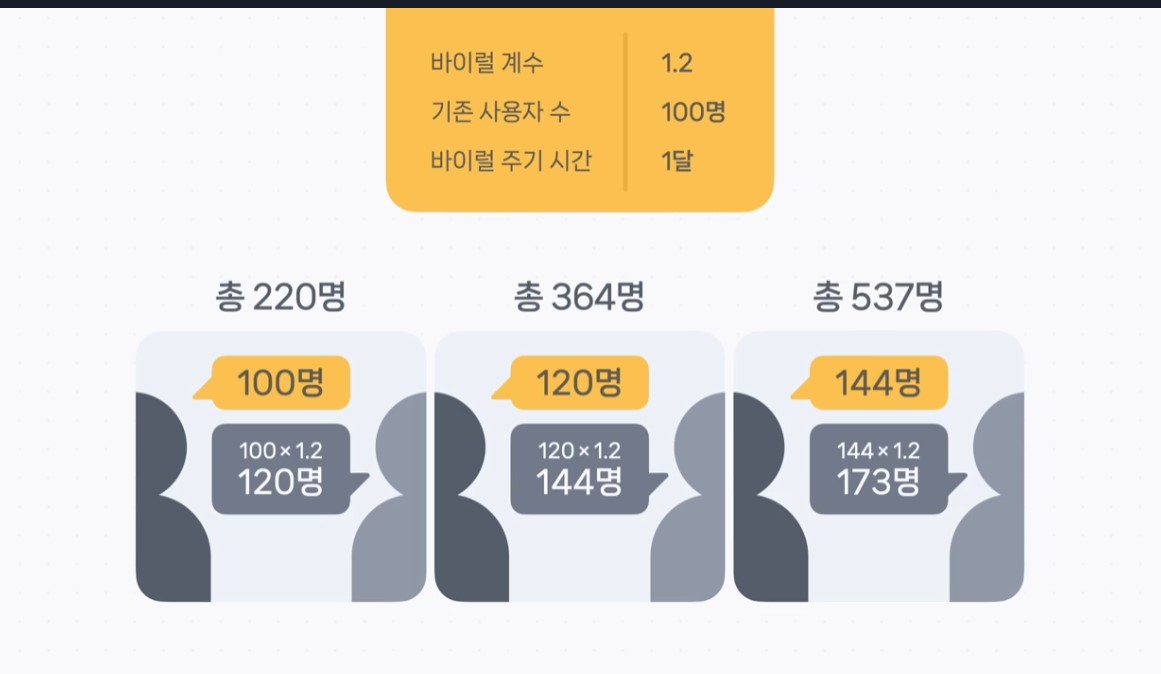 바이럴 계수 1.2
기존 사용자 수 100명
바이럴 주기 시간 1달
총 220명
100명
100×1.2
120명
총 364명
120명
120×1.2
144명
총 537명
144명
144×1.2
173명